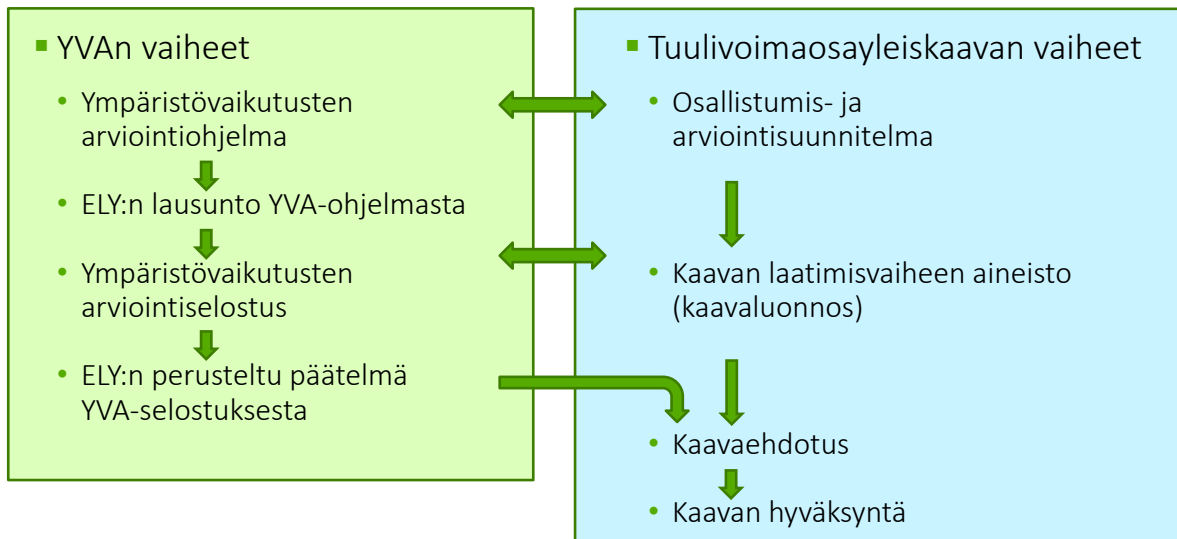 YVAn vaiheet
Ympäristövaikutusten
arviointiohjelma
ELY:n lausunto YVA-ohjelmasta
Ympäristövaikutusten
arviointiselostus
ELY:n perusteltu päätelmä
YVA-selostuksesta
Tuulivoimaosayleiskaavan vaiheet
Osallistumis- ja
arviointisuunnitelma
Kaavan laatimisvaiheen aineisto
(kaavaluonnos)
Kaavaehdotus
Kaavan hyväksyntä